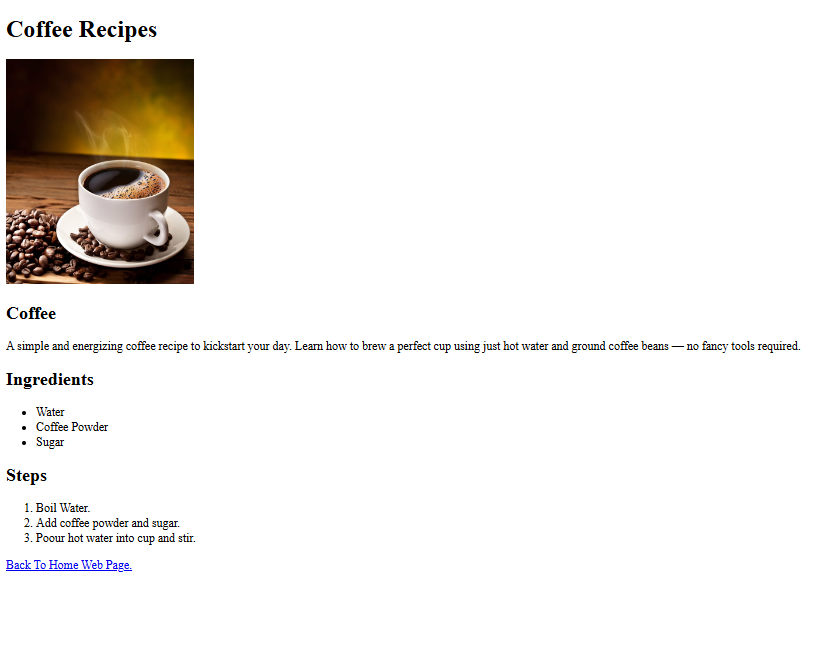 Coffee Recipes
Coffee
A simple and energizing coffee recipe to kickstart your day. Learn how to brew a perfect cup using just hot water and ground coffee beans — no fancy tools required.
Ingredients
• Water
• Coffee Powder
• Sugar
Steps
1. Boil Water.
2. Add coffee powder and sugar.
3. Poour hot water into cup and stir.
Back To Home Web Page.